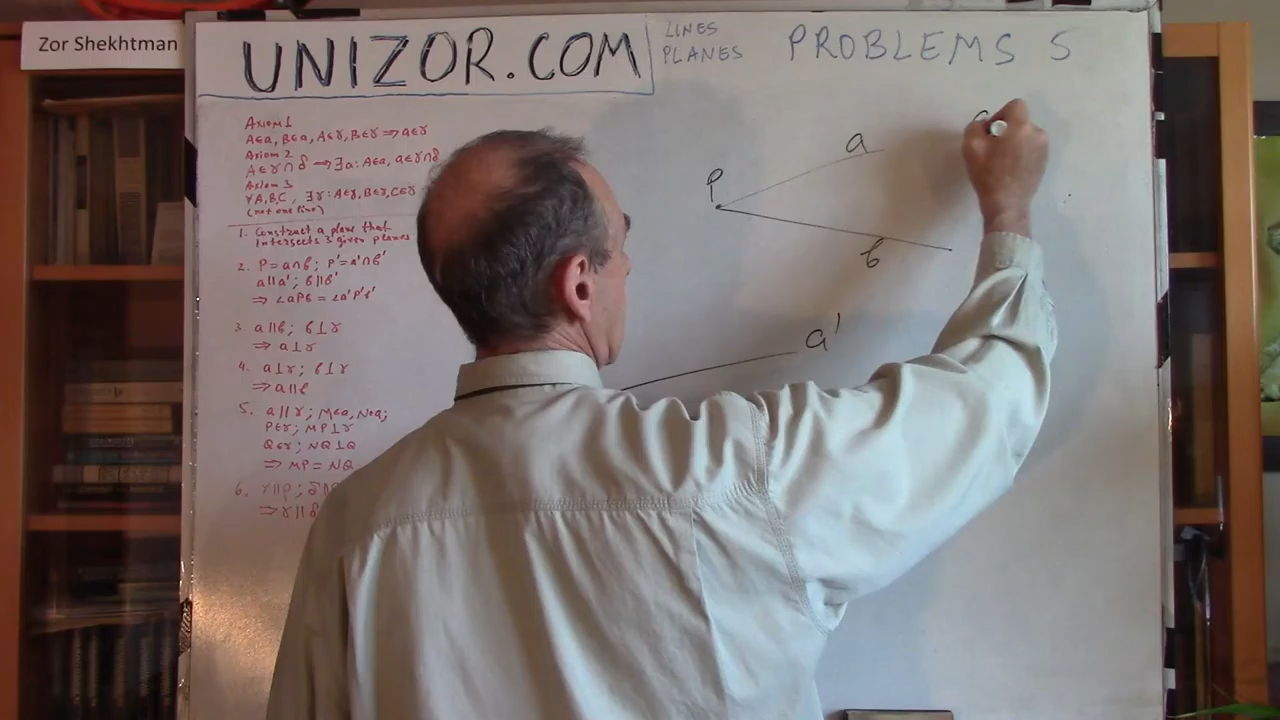 Zor Shekhtman
UNIZOR.COM
LINES
PLANES
PROBLEMS 5
Axiom 1
A∈a, B∈a, A∈γ, B∈γ ⇒ a∈γ
Axiom 2
A∈γ∩δ ⇒ ∃a: A∈a, a∈γ∩δ
Axiom 3
∀A,B,C, ∃γ: A∈γ, B∈γ, C∈γ
(not one line)
1. Construct a plane that
intersects 3 given planes
2. P=a∩b; P'=a'∩b'
a∥a'; b∥b'
⇒ ∠aPb = ∠a'P'b'
3. a∥b; b⊥γ
⇒ a⊥γ
4. a⊥γ; b⊥γ
⇒ a∥b
5. a∥γ; M∈a, N∈a;
P∈γ; MP⊥γ
Q∈γ; NQ⊥Q
⇒ MP = NQ
6. γ∥ρ; δ∥
⇒ γ∥δ
P
a
b
a'